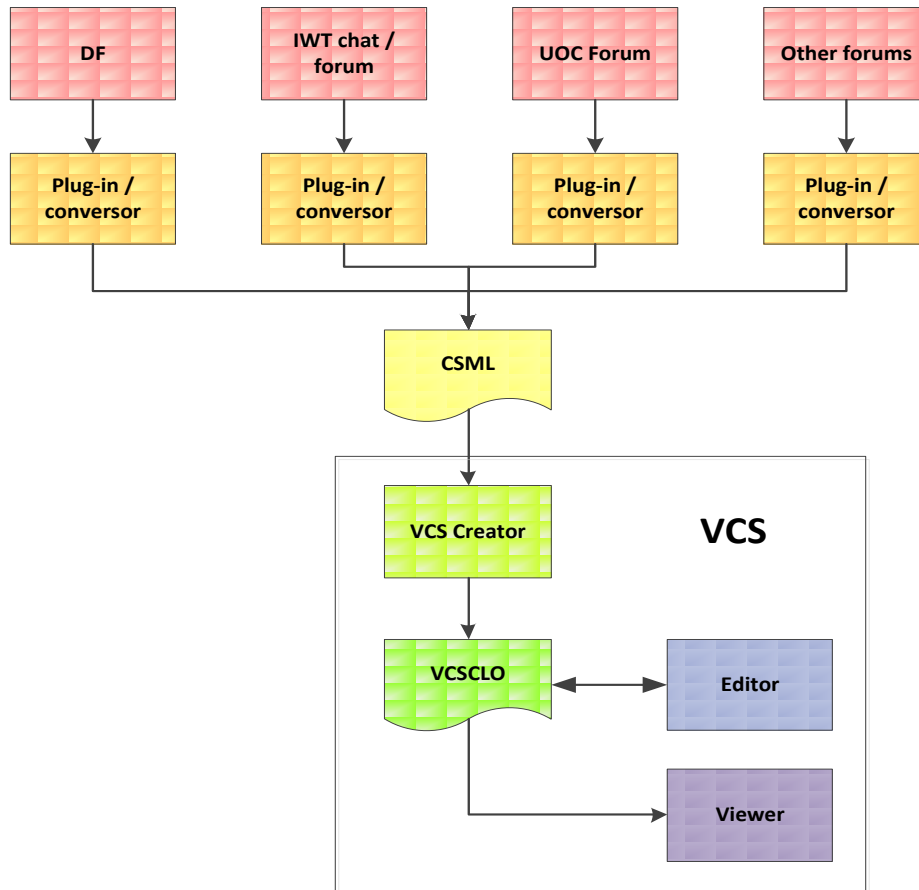 DF
IWT chat /
forum
UOC Forum
Other forums
Plug-in /
conversor
Plug-in /
conversor
Plug-in /
conversor
Plug-in /
conversor
CSML
VCS Creator
VCS
VCSCLO
Editor
Viewer